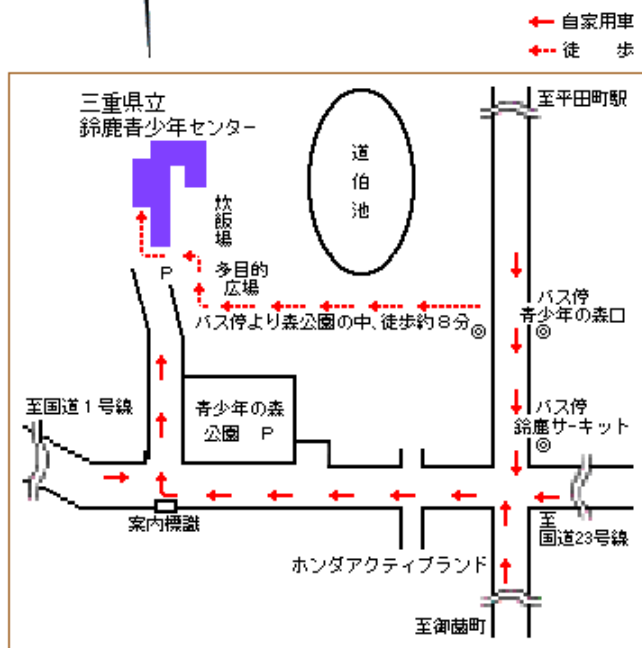 自家用車
徒　歩
三重県立
鈴鹿青少年センター
至平田町駅
道伯池
炊飯場
P
多目的
広場
バス停
青少年の森口
バス停より森公園の中、徒歩約8分
至国道1号線
青少年の森
公園　P
バス停
鈴鹿サーキット
案内標識
至
国道23号線
ホンダアクティブランド
至御薗町